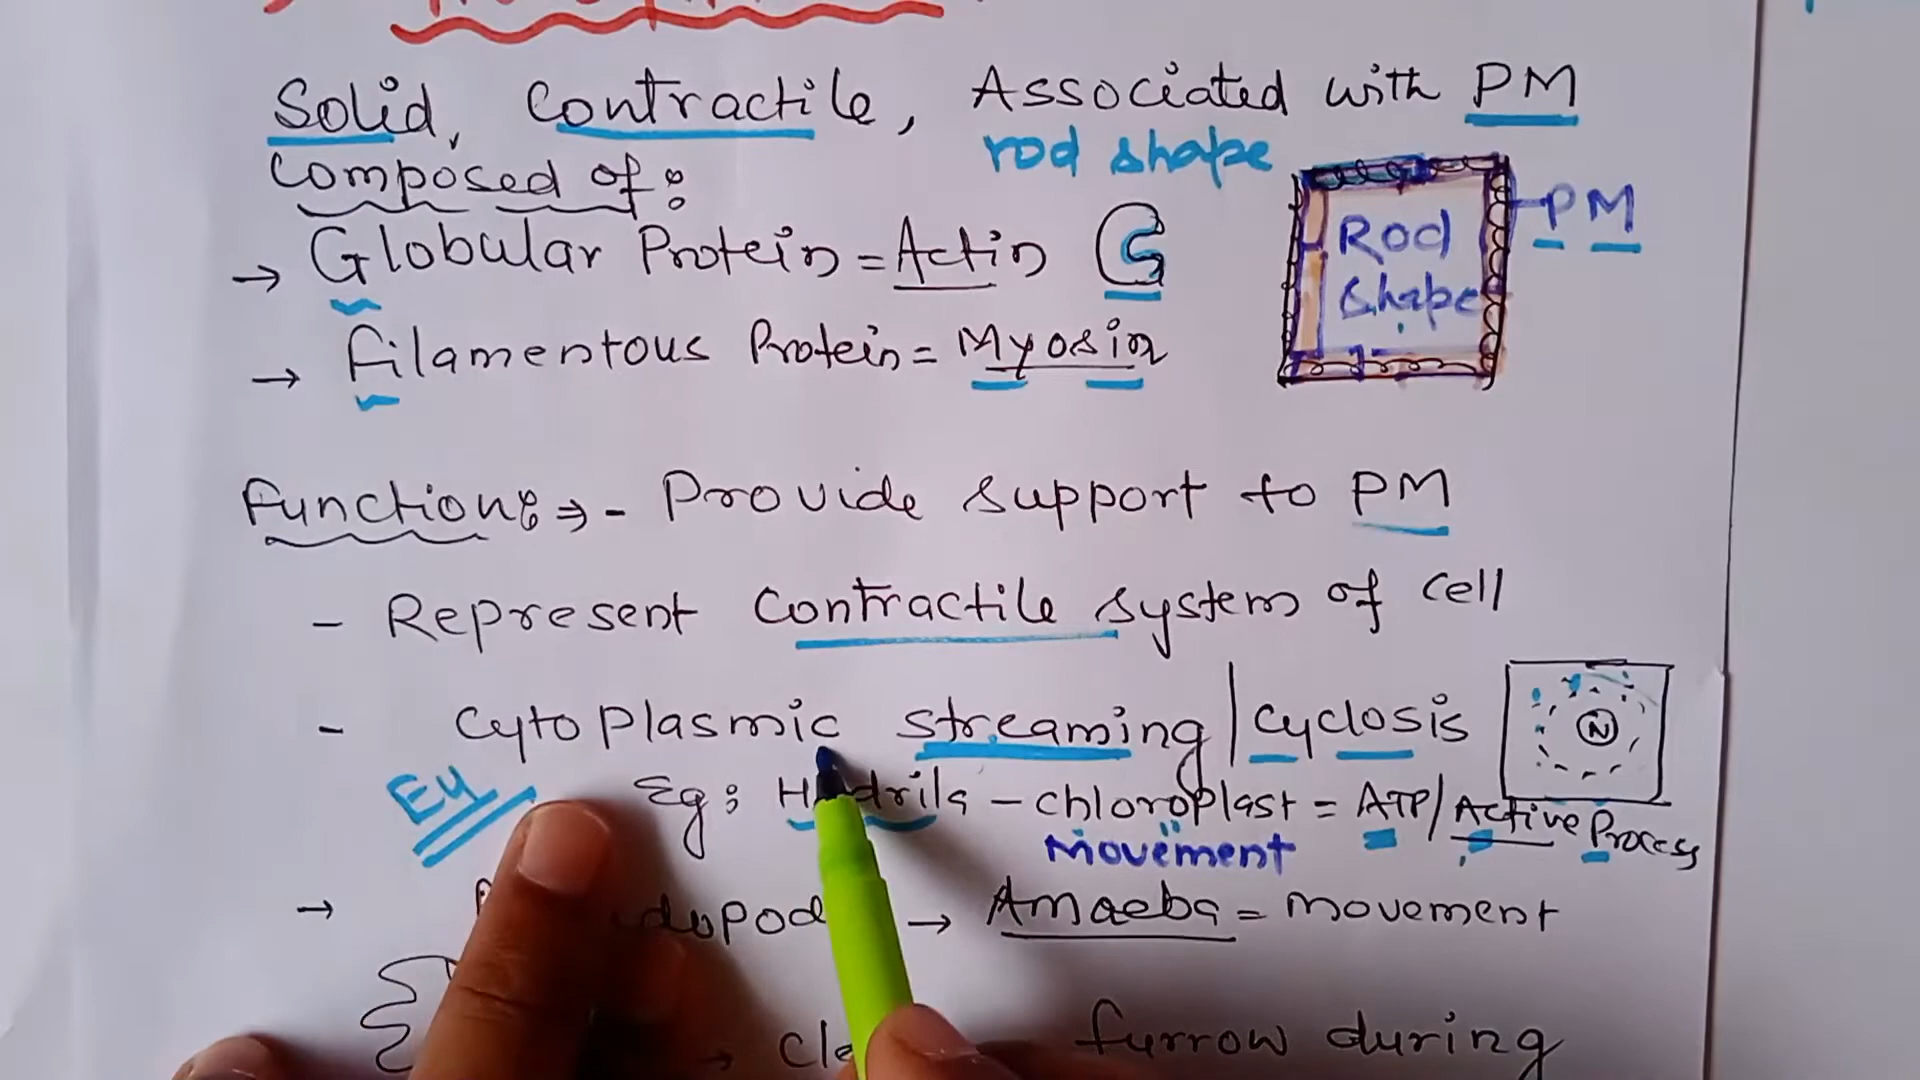 Solid, Contractile, Associated with PM
rod shape
Composed of:
→ Globular Protein = Actin G
→ Filamentous Protein = Myosin
Rod
shape
PM
Function: ⇒ - Provide support to PM
- Represent contractile system of cell
- Cytoplasmic streaming | Cyclosis
N
Eg: - chloroplast = ATP/Active Process
movement
→ → Amaeba = movement
→ furrow during